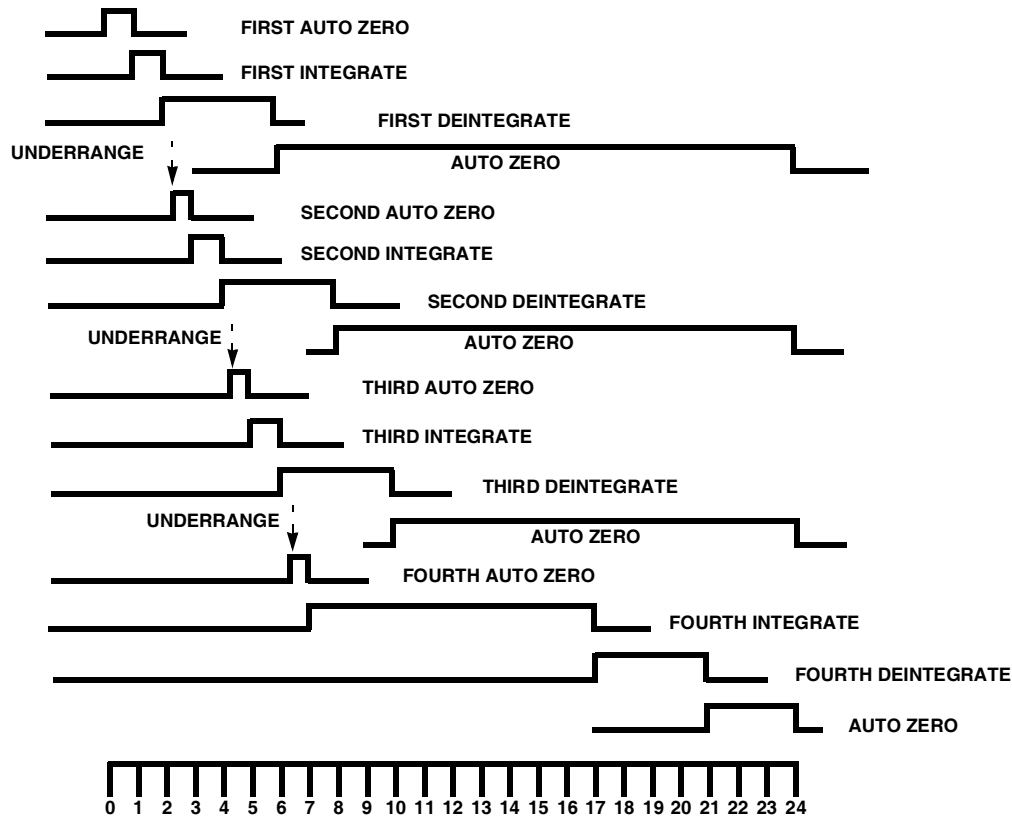 FIRST AUTO ZERO
FIRST INTEGRATE
FIRST DEINTEGRATE
UNDERRANGE
AUTO ZERO
SECOND AUTO ZERO
SECOND INTEGRATE
SECOND DEINTEGRATE
UNDERRANGE
AUTO ZERO
THIRD AUTO ZERO
THIRD INTEGRATE
THIRD DEINTEGRATE
UNDERRANGE
AUTO ZERO
FOURTH AUTO ZERO
FOURTH INTEGRATE
FOURTH DEINTEGRATE
AUTO ZERO
0 1 2 3 4 5 6 7 8 9 10 11 12 13 14 15 16 17 18 19 20 21 22 23 24